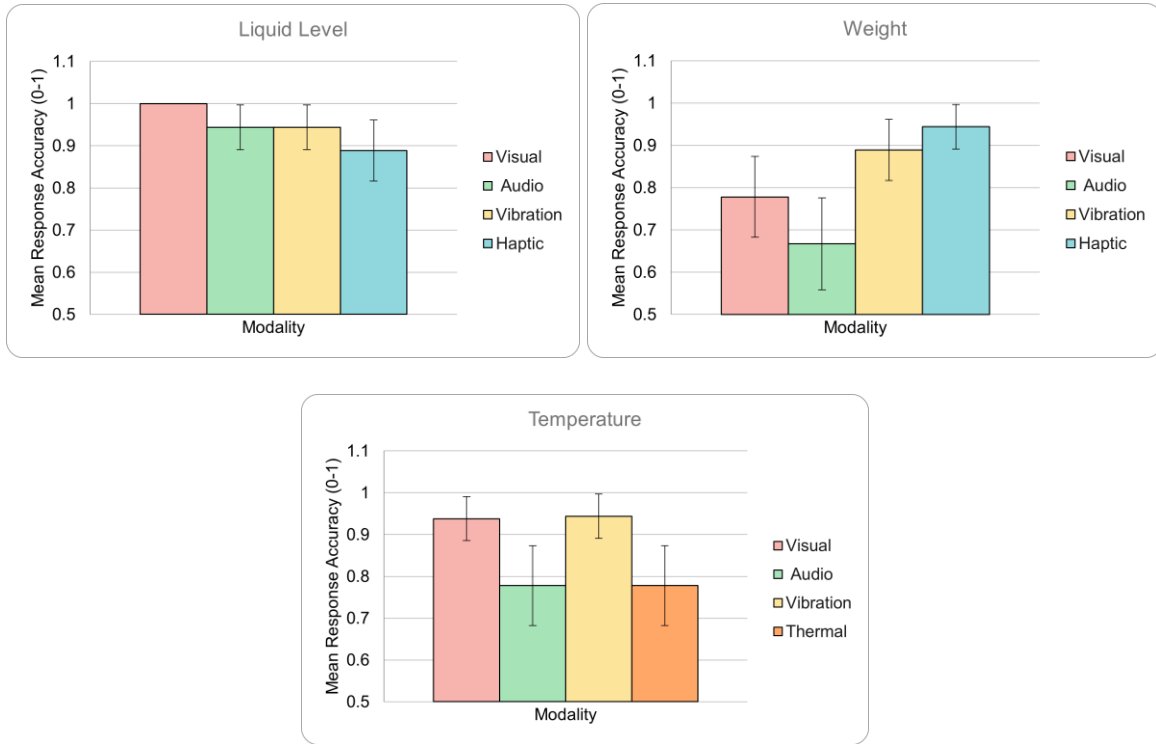 Liquid Level
Mean Response Accuracy (0-1)
1.1
1
0.9
0.8
0.7
0.6
0.5
Modality
Visual
Audio
Vibration
Haptic
Weight
Mean Response Accuracy (0-1)
1.1
1
0.9
0.8
0.7
0.6
0.5
Modality
Visual
Audio
Vibration
Haptic
Temperature
Mean Response Accuracy (0-1)
1.1
1
0.9
0.8
0.7
0.6
0.5
Modality
Visual
Audio
Vibration
Thermal